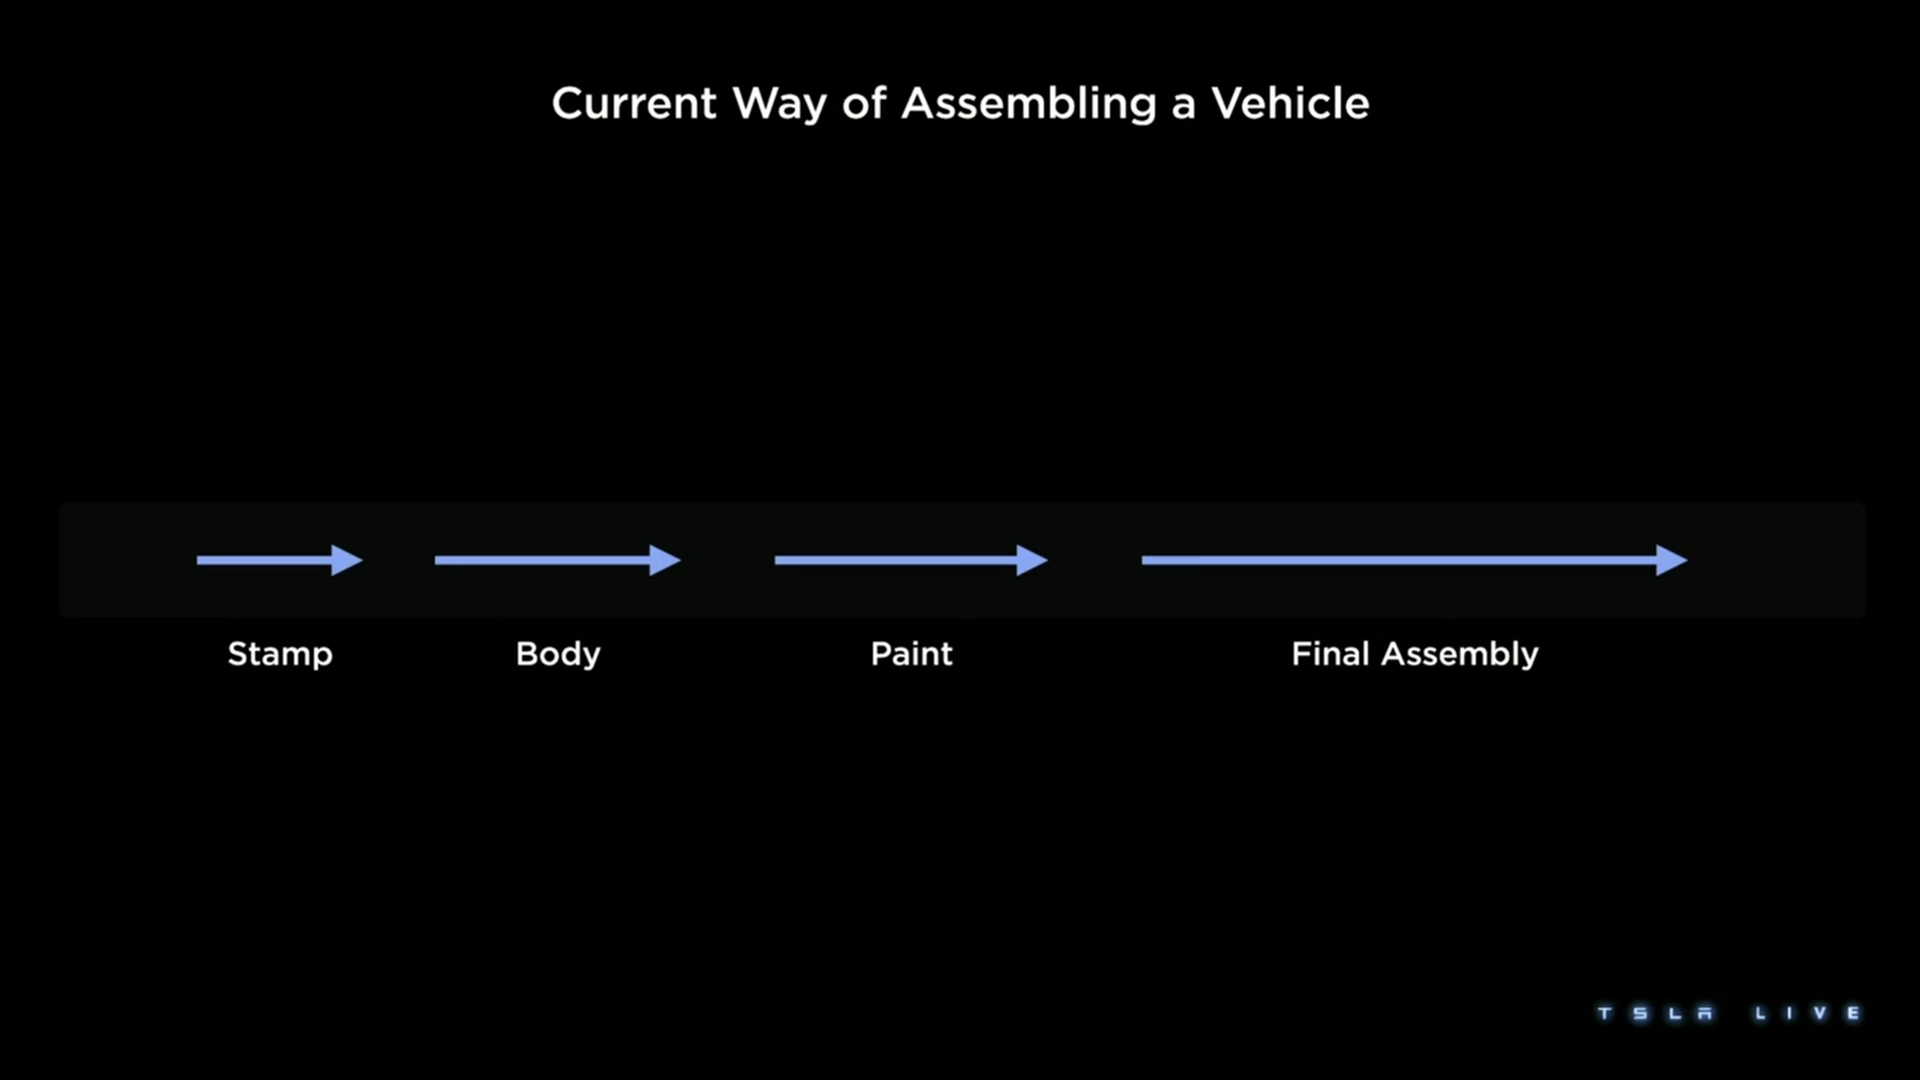 Current Way of Assembling a Vehicle
Stamp
Body
Paint
Final Assembly
TSLA LIVE